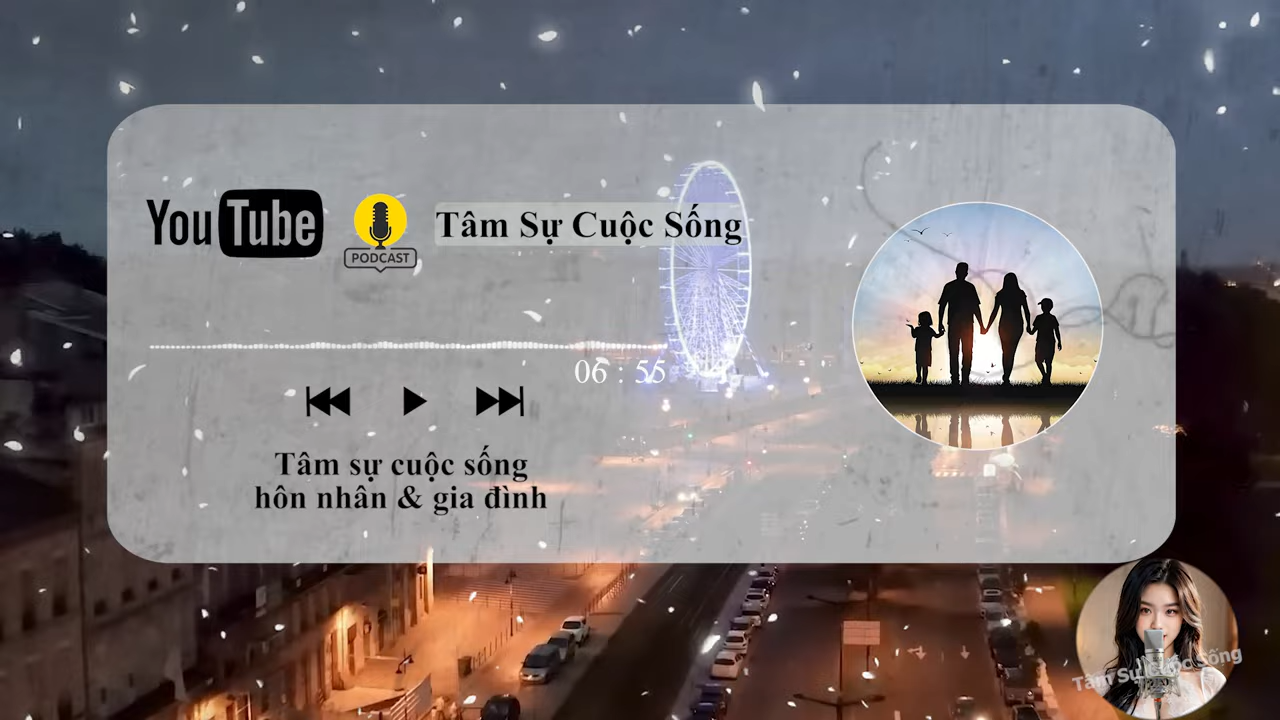 YouTube
PODCAST
Tâm Sự Cuộc Sống
06 : 55
Tâm sự cuộc sống
hôn nhân & gia đình
Tâm Sự Cuộc Sống